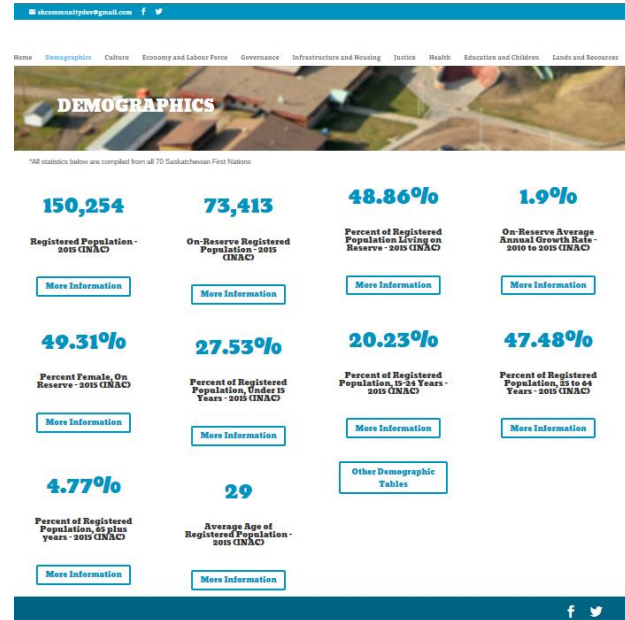 skcommunitydev@gmail.com
Home Demographics Culture Economy and Labour Force Governance Infrastructure and Housing Justice Health Education and Children Lands and Resources
DEMOGRAPHICS
*All statistics below are compiled from all 70 Saskatchewan First Nations
150,254
Registered Population -
2015 (INAC)
More Information
73,413
On-Reserve Registered
Population - 2015
(INAC)
More Information
48.86%
Percent of Registered
Population Living on
Reserve - 2015 (INAC)
More Information
1.9%
On-Reserve Average
Annual Growth Rate -
2010 to 2015 (INAC)
More Information
49.31%
Percent Female, On
Reserve - 2015 (INAC)
More Information
27.53%
Percent of Registered
Population, Under 15
Years - 2015 (INAC)
More Information
20.23%
Percent of Registered
Population, 15-24 Years -
2015 (INAC)
More Information
47.48%
Percent of Registered
Population, 25 to 64
Years - 2015 (INAC)
More Information
4.77%
Percent of Registered
Population, 65 plus
years - 2015 (INAC)
More Information
29
Average Age of
Registered Population -
2015 (INAC)
More Information
Other Demographic
Tables